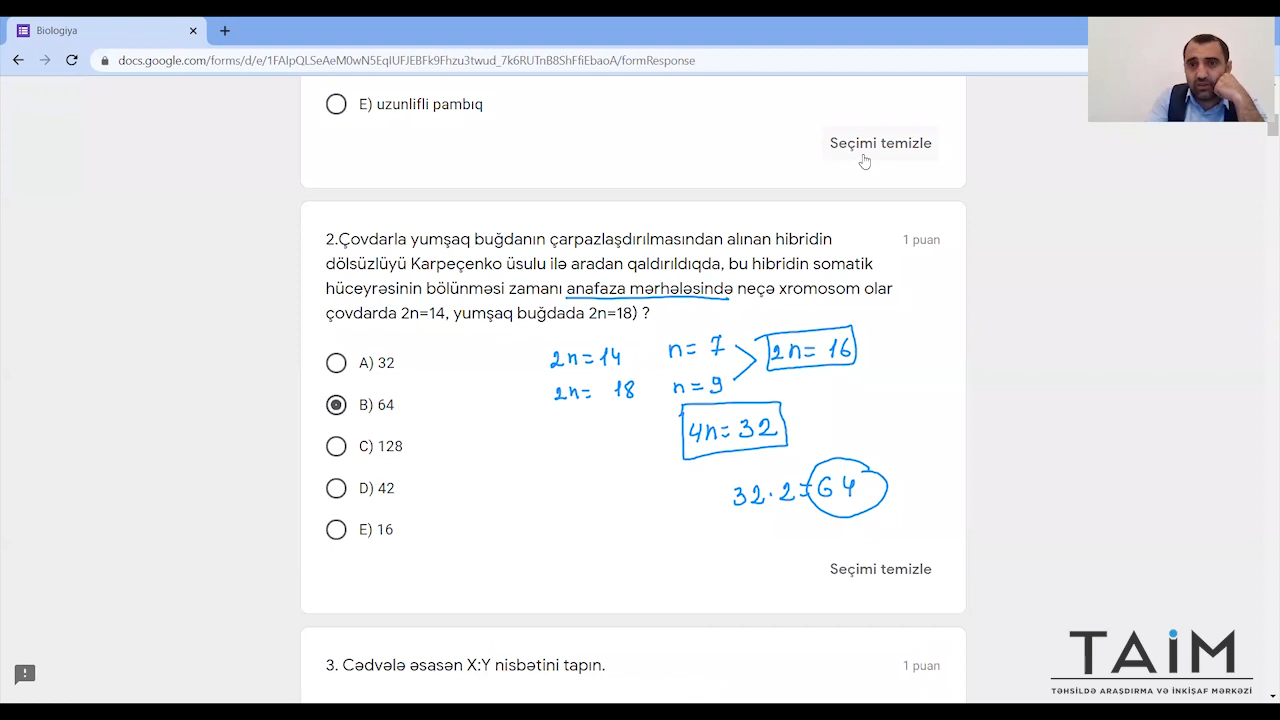 Biologiya
docs.google.com/forms/d/e/1FAIpQLSeAeM0wN5EqIUFJEBFk9Fhzu3twud_7k6RUTnB8ShFfiEbaoA/formResponse
E) uzunlifli pambıq
Seçimi temizle
2.Çovdarla yumşaq buğdanın çarpazlaşdırılmasından alınan hibridin
1 puan
dölsüzlüyü Karpeçenko üsulu ilə aradan qaldırıldıqda, bu hibridin somatik
hüceyrəsinin bölünməsi zamanı anafaza mərhələsində neçə xromosom olar
çovdarda 2n=14, yumşaq buğdada 2n=18) ?
2n=14 n=7 2n=16
A) 32
2n= 18 n=9
B) 64
4n=32
C) 128
D) 42
32·2=64
E) 16
Seçimi temizle
3. Cədvələ əsasən X:Y nisbətini tapın.
1 puan
TAiM
TƏHSİLDƏ ARAŞDIRMA VƏ İNKİŞAF MƏRKƏZİ